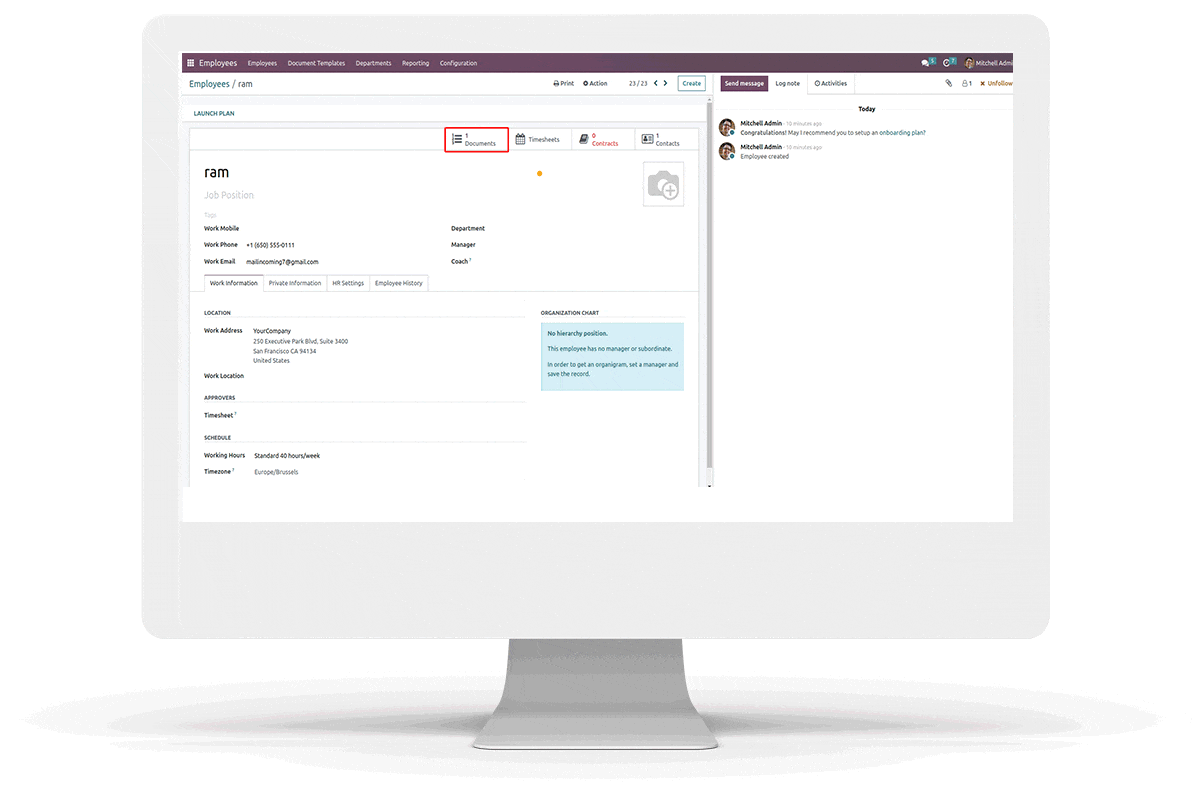 Employees Employees Document Templates Departments Reporting Configuration 5 7 Mitchell Admi
Employees / ram Print Action 23 / 23 Create Send message Log note Activities 1 Unfollow
LAUNCH PLAN
Today
Mitchell Admin - 10 minutes ago
Congratulations! May I recommend you to setup an onboarding plan?
Mitchell Admin - 10 minutes ago
Employee created
1
Documents
Timesheets
0
Contracts
1
Contacts
ram
Job Position
Tags
Work Mobile
Work Phone +1 (650) 555-0111
Work Email mailincoming7@gmail.com
Department
Manager
Coach ?
Work Information Private Information HR Settings Employee History
LOCATION
Work Address YourCompany
250 Executive Park Blvd, Suite 3400
San Francisco CA 94134
United States
Work Location
APPROVERS
Timesheet ?
SCHEDULE
Working Hours Standard 40 hours/week
Timezone ? Europe/Brussels
ORGANIZATION CHART
No hierarchy position.
This employee has no manager or subordinate.
In order to get an organigram, set a manager and
save the record.